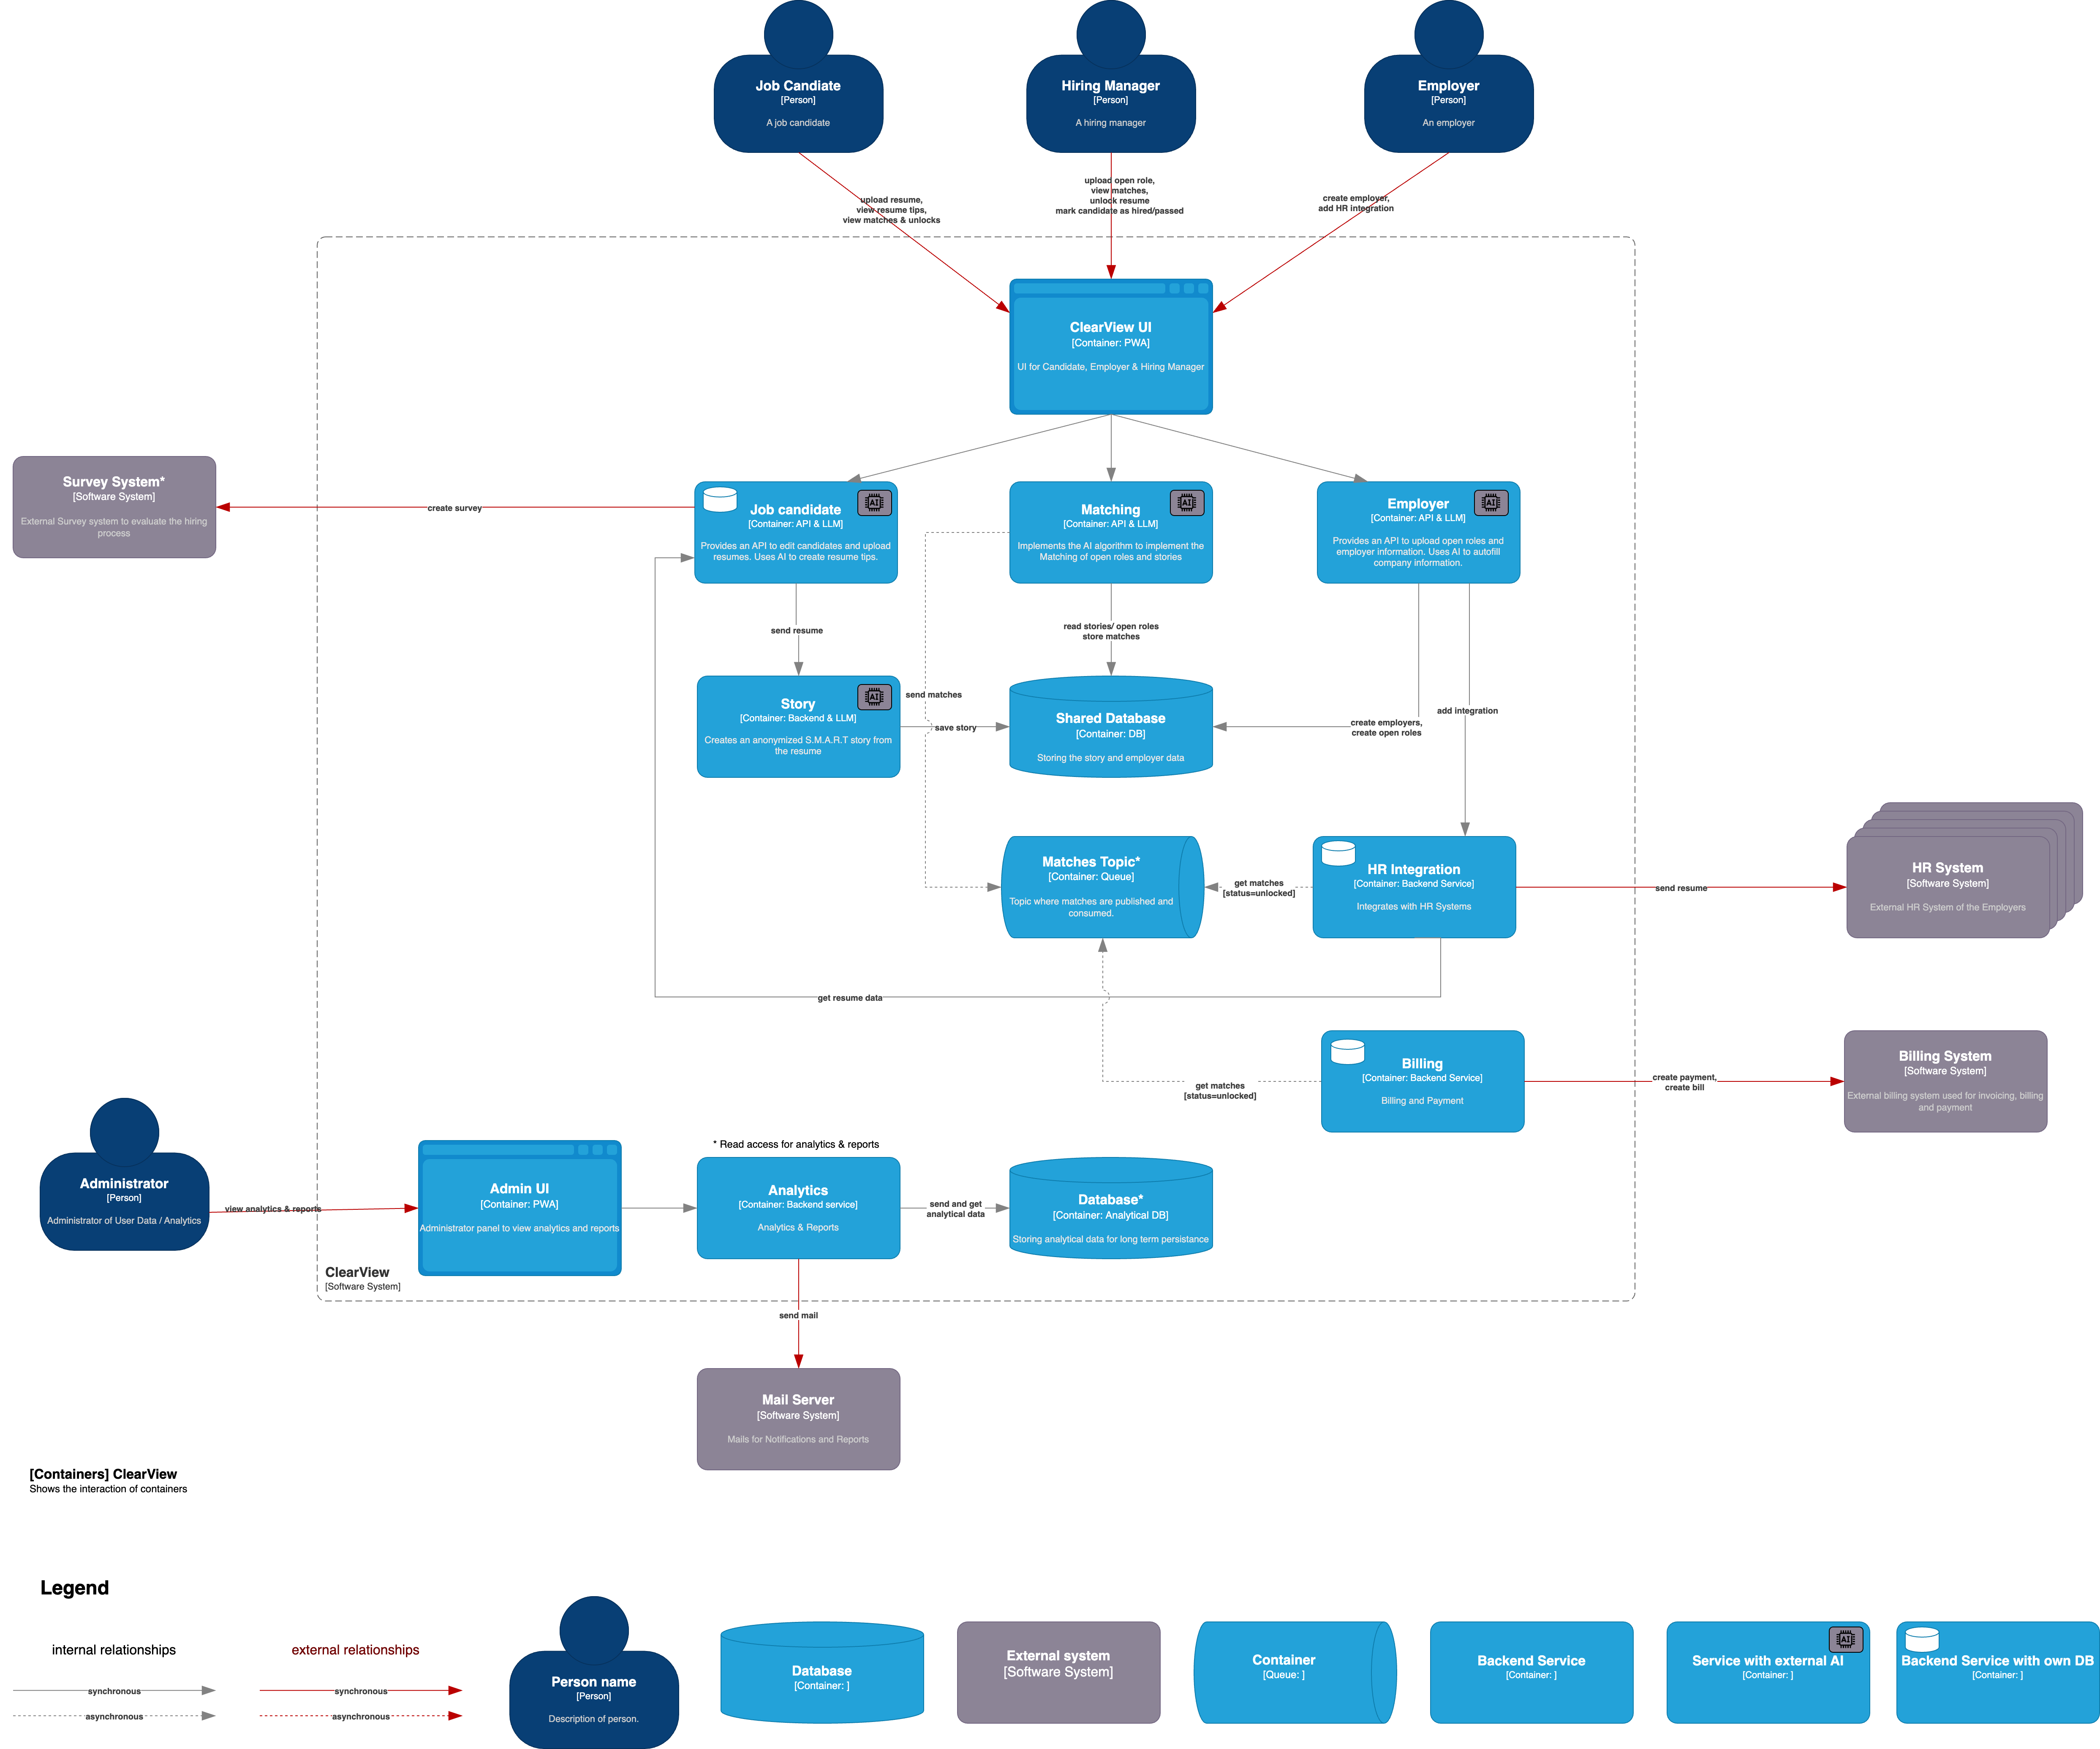 Job Candiate
[Person]
A job candidate
Hiring Manager
[Person]
A hiring manager
Employer
[Person]
An employer
upload resume,
view resume tips,
view matches & unlocks
upload open role,
view matches,
unlock resume
mark candidate as hired/passed
create employer,
add HR integration
ClearView UI
[Container: PWA]
UI for Candidate, Employer & Hiring Manager
Survey System*
[Software System]
External Survey system to evaluate the hiring
process
create survey
Job candidate
[Container: API & LLM]
Provides an API to edit candidates and upload
resumes. Uses AI to create resume tips.
AI
Matching
[Container: API & LLM]
Implements the AI algorithm to implement the
Matching of open roles and stories
AI
Employer
[Container: API & LLM]
Provides an API to upload open roles and
employer information. Uses AI to autofill
company information.
AI
send resume
read stories/ open roles
store matches
Story
[Container: Backend & LLM]
Creates an anonymized S.M.A.R.T story from
the resume
AI
send matches
save story
Shared Database
[Container: DB]
Storing the story and employer data
create employers,
create open roles
add integration
Matches Topic*
[Container: Queue]
Topic where matches are published and
consumed.
get matches
[status=unlocked]
HR Integration
[Container: Backend Service]
Integrates with HR Systems
send resume
HR System
[Software System]
External HR System of the Employers
get resume data
get matches
[status=unlocked]
Billing
[Container: Backend Service]
Billing and Payment
create payment,
create bill
Billing System
[Software System]
External billing system used for invoicing, billing
and payment
Administrator
[Person]
Administrator of User Data / Analytics
view analytics & reports
Admin UI
[Container: PWA]
Administrator panel to view analytics and reports
* Read access for analytics & reports
Analytics
[Container: Backend service]
Analytics & Reports
send and get
analytical data
Database*
[Container: Analytical DB]
Storing analytical data for long term persistance
ClearView
[Software System]
send mail
Mail Server
[Software System]
Mails for Notifications and Reports
[Containers] ClearView
Shows the interaction of containers
Legend
internal relationships
synchronous
asynchronous
external relationships
synchronous
asynchronous
Person name
[Person]
Description of person.
Database
[Container: ]
External system
[Software System]
Container
[Queue: ]
Backend Service
[Container: ]
AI
Service with external AI
[Container: ]
Backend Service with own DB
[Container: ]